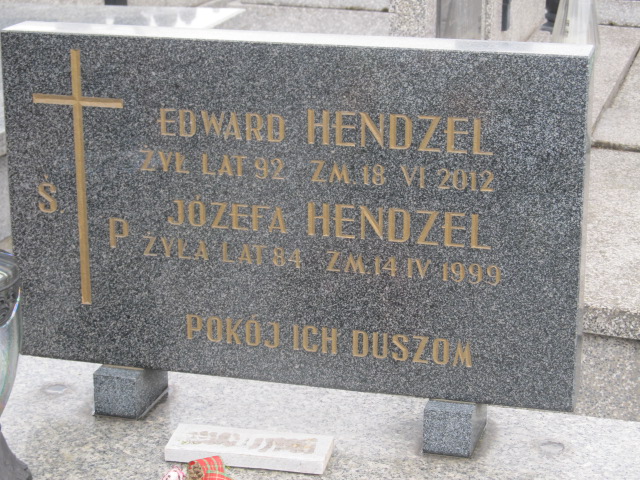 EDWARD HENDZEL
ŻYŁ LAT 92 ZM. 18 VI 2012
Ś.
P
JÓZEFA HENDZEL
ŻYŁA LAT 84 ZM. 14 IV 1999
POKÓJ ICH DUSZOM